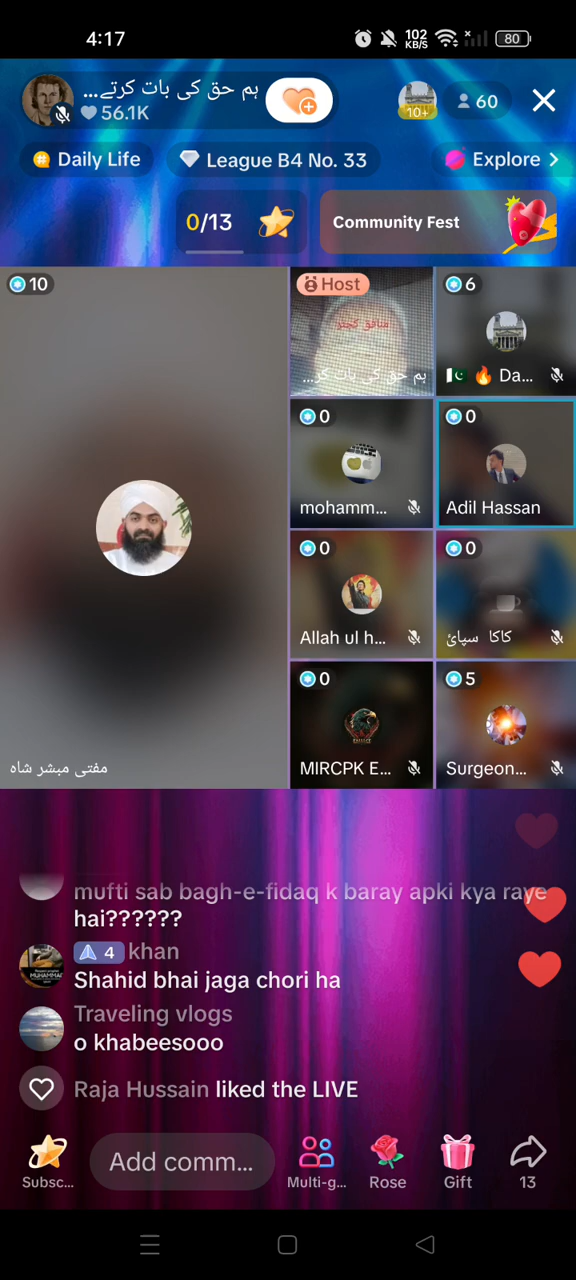 4:17
102
KB/S
80
ہم حق کی بات کرتے...
56.1K
10+
60
Daily Life
League B4 No. 33
Explore
0/13
Community Fest
10
Host
منافق کجنو
ہم حق کی بات کر...
6
Da...
0
mohamm...
0
Adil Hassan
0
Allah ul h...
0
کاکا سپائ
0
MIRCPK E...
5
Surgeon...
مفتی مبشر شاہ
mufti sab bagh-e-fidaq k baray apki kya raye
hai??????
4 khan
Shahid bhai jaga chori ha
Traveling vlogs
o khabeesooo
Raja Hussain liked the LIVE
Subsc...
Add comm...
Multi-g...
Rose
Gift
13